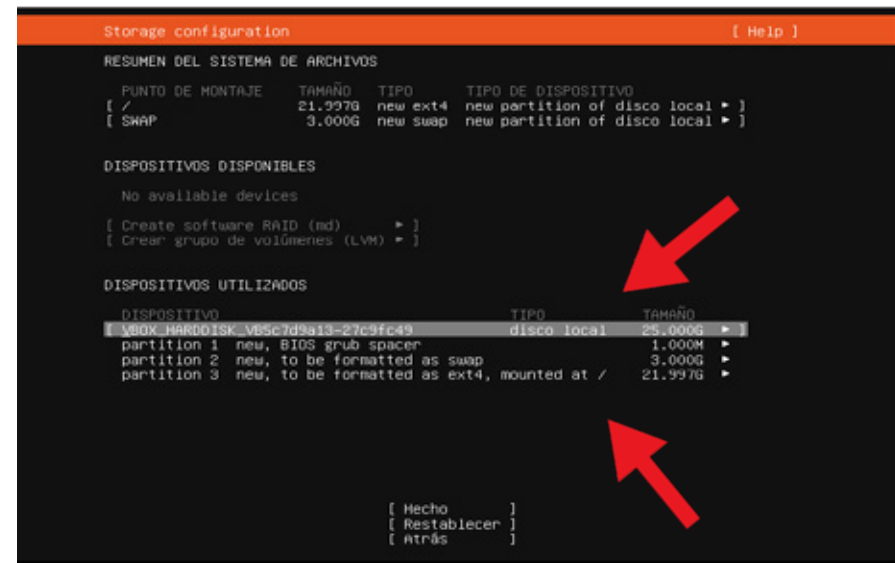 Storage configuration [ Help ]
RESUMEN DEL SISTEMA DE ARCHIVOS
PUNTO DE MONTAJE TAMAÑO TIPO TIPO DE DISPOSITIVO
[ / 21.997G new ext4 new partition of disco local ▸ ]
[ SWAP 3.000G new swap new partition of disco local ▸ ]
DISPOSITIVOS DISPONIBLES
No available devices
[ Create software RAID (md) ▸ ]
[ Crear grupo de volúmenes (LVM) ▸ ]
DISPOSITIVOS UTILIZADOS
DISPOSITIVO TIPO TAMAÑO
[ VBOX_HARDDISK_VB5c7d9a13-27c9fc49 disco local 25.000G ▸ ]
partition 1 new, BIOS grub spacer 1.000M ▸
partition 2 new, to be formatted as swap 3.000G ▸
partition 3 new, to be formatted as ext4, mounted at / 21.997G ▸
[ Hecho ]
[ Restablecer ]
[ Atrás ]